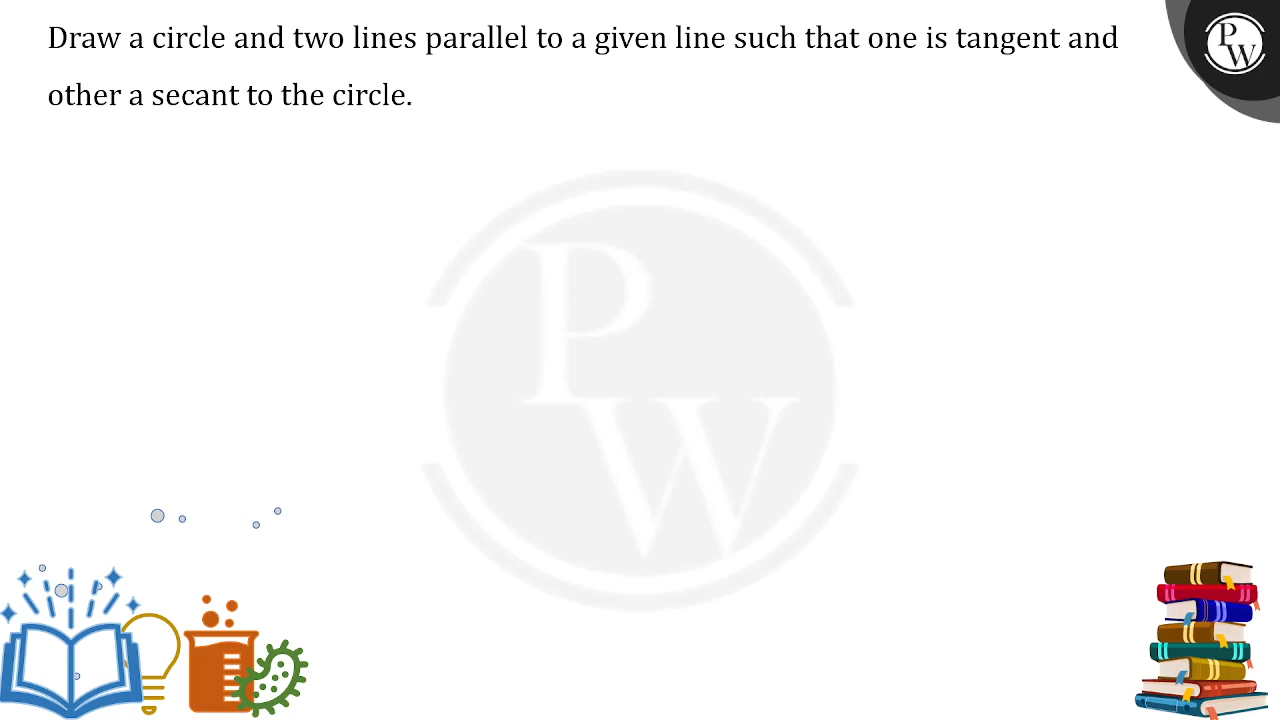 Draw a circle and two lines parallel to a given line such that one is tangent and
other a secant to the circle.
P
W
P
W